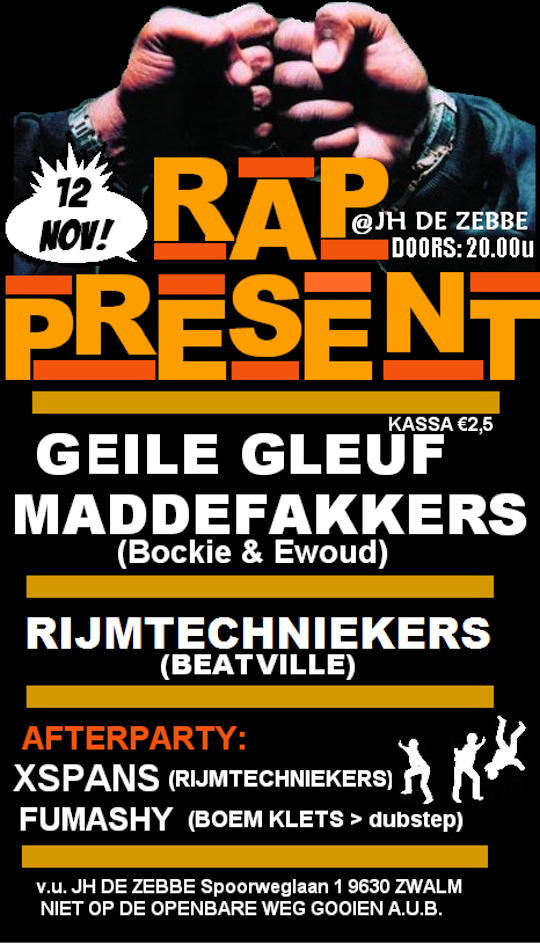 12
NOV!
RAP
@JH DE ZEBBE
DOORS: 20.00u
PRESENT
KASSA €2,5
GEILE GLEUF
MADDEFAKKERS
(Bockie & Ewoud)
RIJMTECHNIEKERS
(BEATVILLE)
AFTERPARTY:
XSPANS (RIJMTECHNIEKERS)
FUMASHY (BOEM KLETS > dubstep)
v.u. JH DE ZEBBE Spoorweglaan 1 9630 ZWALM
NIET OP DE OPENBARE WEG GOOIEN A.U.B.